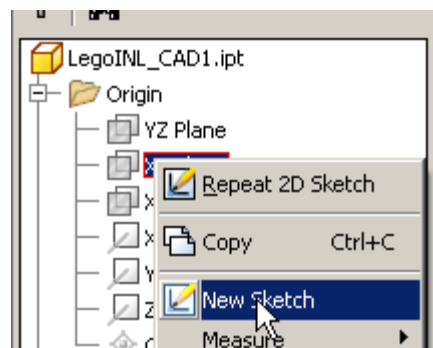 LegoINL_CAD1.ipt
Origin
YZ Plane
X
Repeat 2D Sketch
X
X
Copy Ctrl+C
Y
New Sketch
Z
Measure